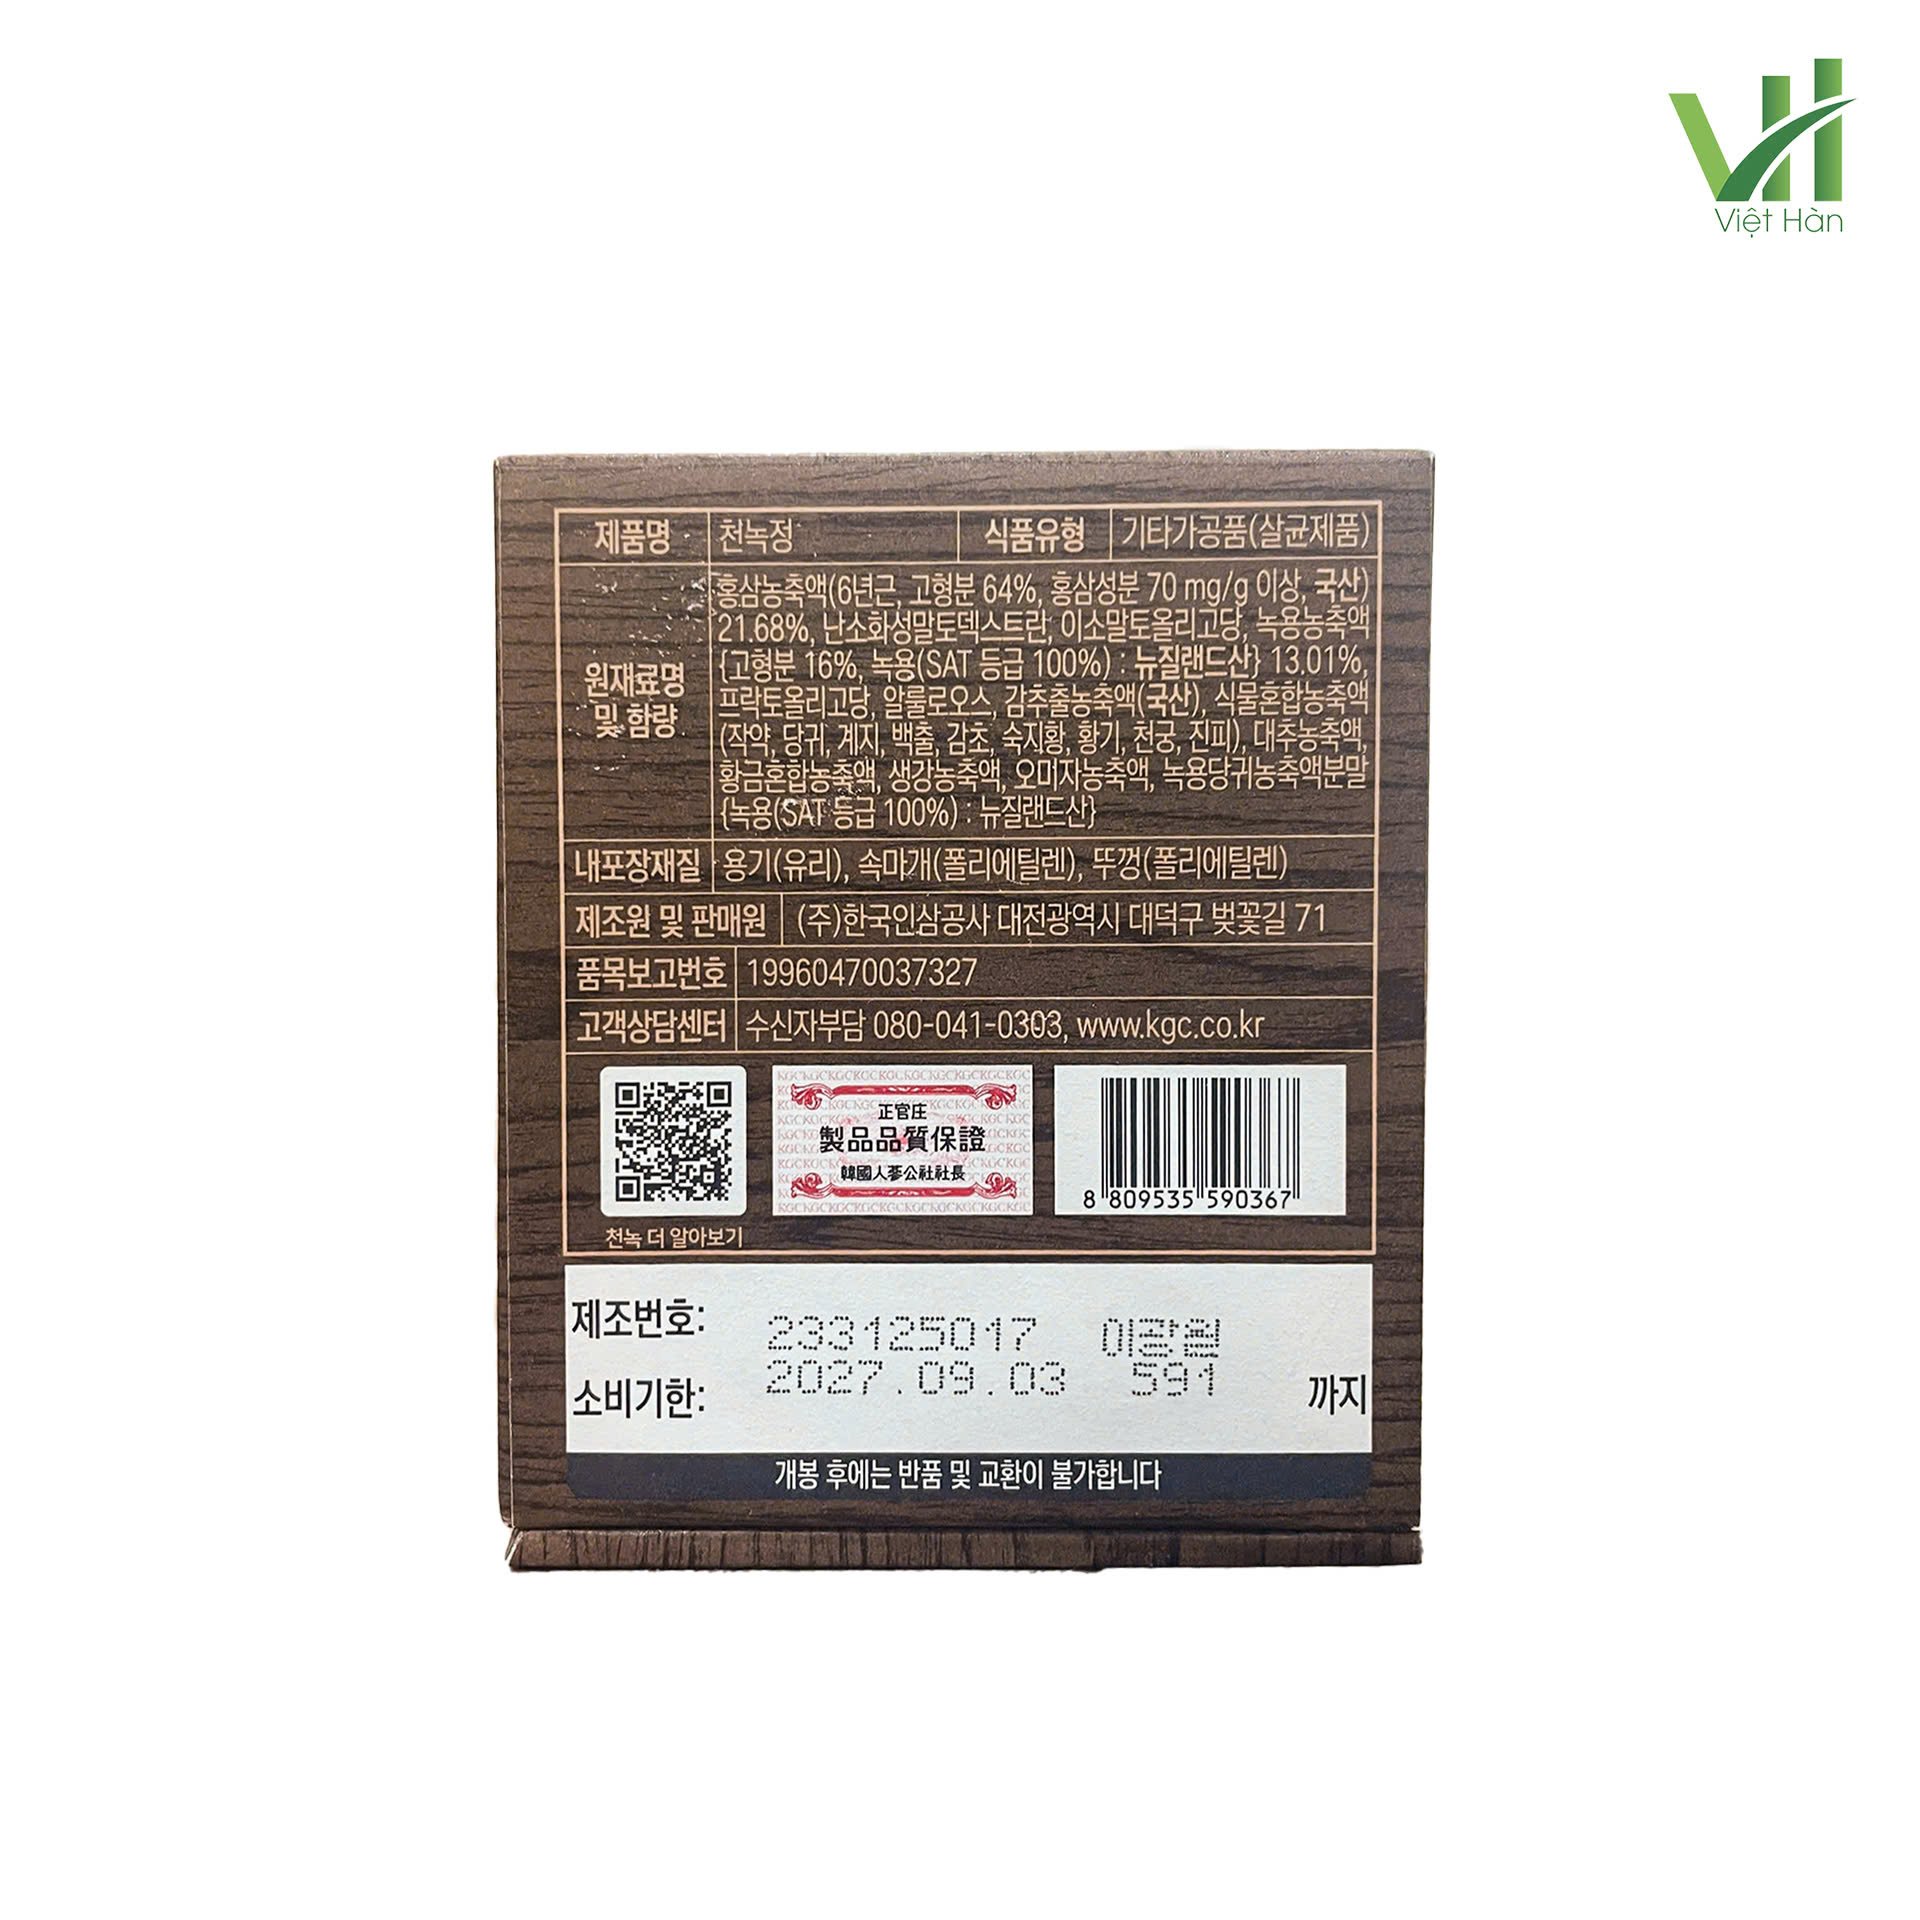 VH
Việt Hàn
제품명 천녹정 식품유형 기타가공품(살균제품)
원재료명
및 함량
홍삼농축액(6년근, 고형분 64%, 홍삼성분 70 mg/g 이상, 국산)
21.68%, 난소화성말토덱스트란, 이소말토올리고당, 녹용농축액
{고형분 16%, 녹용(SAT 등급 100%) : 뉴질랜드산} 13.01%,
프락토올리고당, 알룰로오스, 감추출농축액(국산), 식물혼합농축액
(작약, 당귀, 계지, 백출, 감초, 숙지황, 황기, 천궁, 진피), 대추농축액,
황금혼합농축액, 생강농축액, 오미자농축액, 녹용당귀농축액분말
{녹용(SAT 등급 100%) : 뉴질랜드산}
내포장재질 용기(유리), 속마개(폴리에틸렌), 뚜껑(폴리에틸렌)
제조원 및 판매원 (주)한국인삼공사 대전광역시 대덕구 벚꽃길 71
품목보고번호 19960470037327
고객상담센터 수신자부담 080-041-0303, www.kgc.co.kr
正官庄
製品品質保證
韓國人蔘公社社長
8 809535 590367
천녹 더 알아보기
제조번호: 233125017 이광월
소비기한: 2027.09.03 591 까지
개봉 후에는 반품 및 교환이 불가합니다